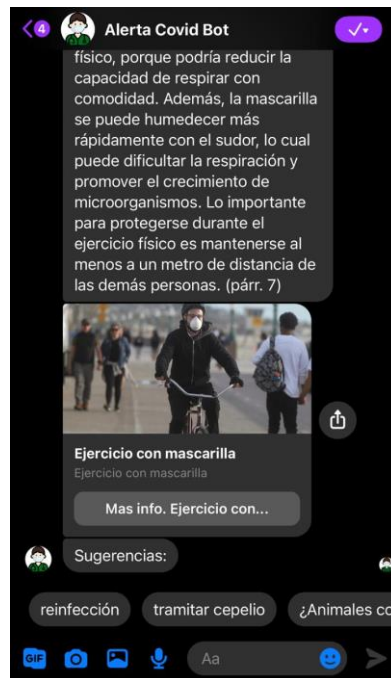 4
Alerta Covid Bot
físico, porque podría reducir la
capacidad de respirar con
comodidad. Además, la mascarilla
se puede humedecer más
rápidamente con el sudor, lo cual
puede dificultar la respiración y
promover el crecimiento de
microorganismos. Lo importante
para protegerse durante el
ejercicio físico es mantenerse al
menos a un metro de distancia de
las demás personas. (párr. 7)
Ejercicio con mascarilla
Ejercicio con mascarilla
Mas info. Ejercicio con...
Sugerencias:
reinfección
tramitar cepelio
¿Animales co
GIF
Aa